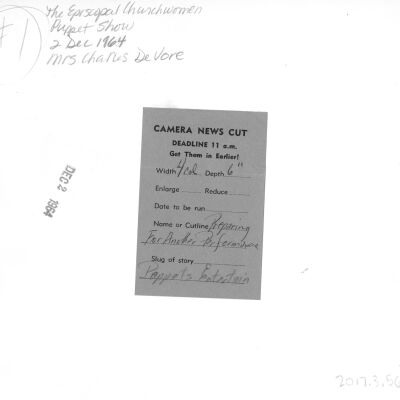 #1
The Episcopal Churchwomen
Puppet Show
2 Dec 1964
Mrs. Charles DeVore
CAMERA NEWS CUT
DEADLINE 11 a.m.
Get Them in Earlier!
Width 4 col. Depth 6"
Enlarge Reduce
Date to be run
Name or Cutline Preparing
For Another Performance
Slug of story
Puppets Entertain
DEC 2 1964
2017.3.56